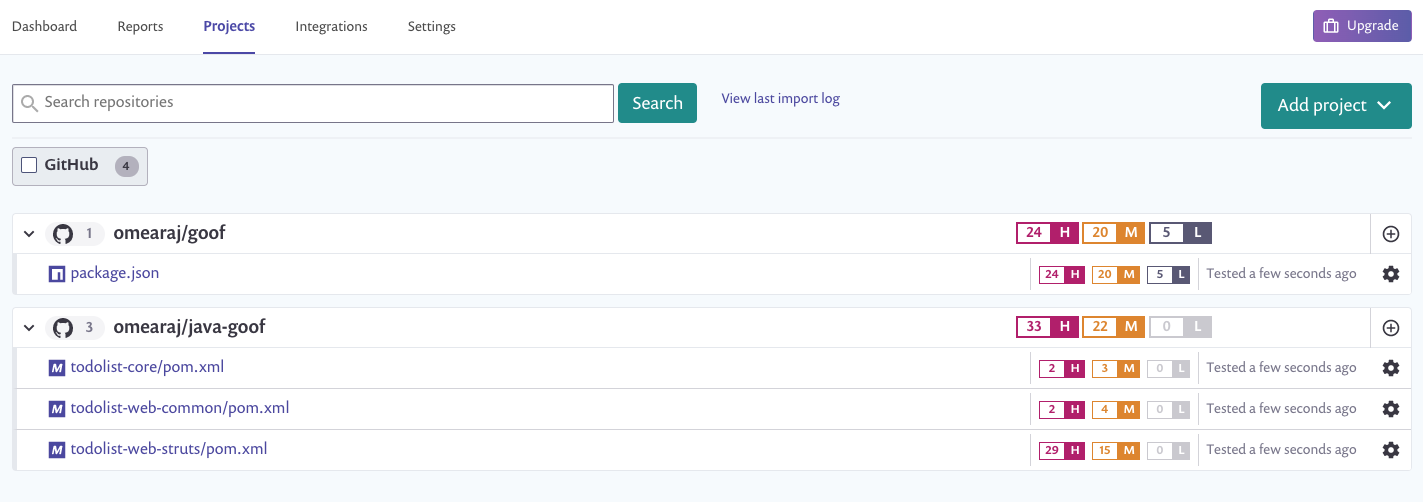 Dashboard Reports Projects Integrations Settings Upgrade
Search repositories Search View last import log Add project
GitHub 4
1 omearaj/goof 24 H 20 M 5 L
package.json 24 H 20 M 5 L Tested a few seconds ago
3 omearaj/java-goof 33 H 22 M 0 L
M todolist-core/pom.xml 2 H 3 M 0 L Tested a few seconds ago
M todolist-web-common/pom.xml 2 H 4 M 0 L Tested a few seconds ago
M todolist-web-struts/pom.xml 29 H 15 M 0 L Tested a few seconds ago